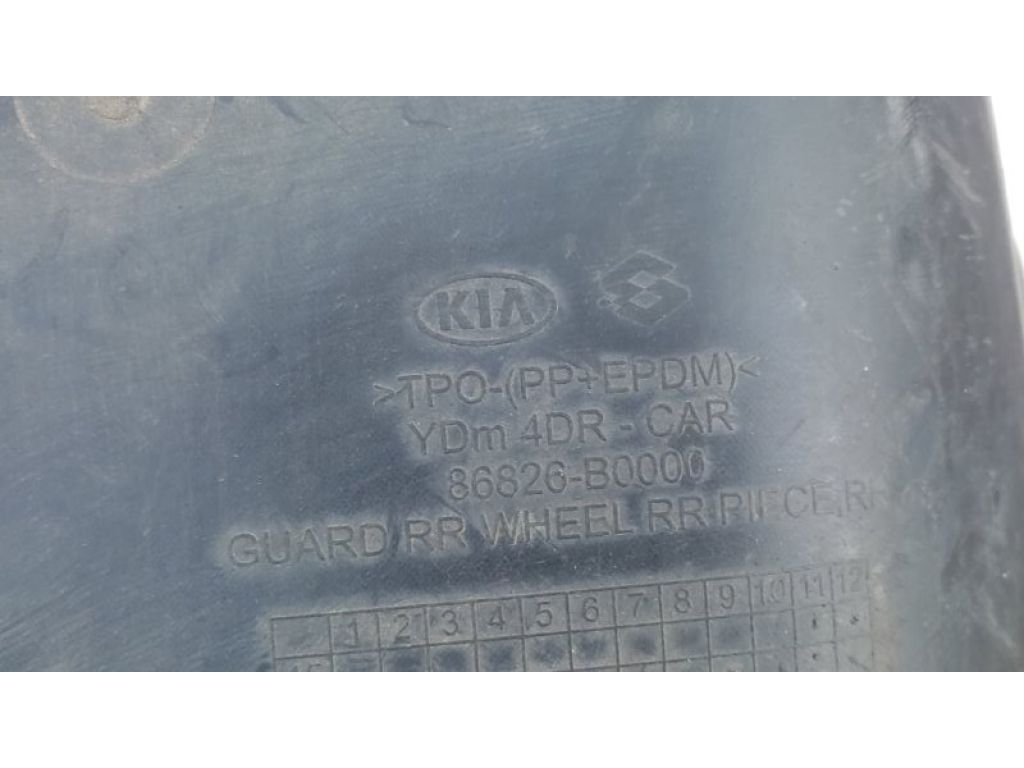 KIA
>TPO-(PP+EPDM)<
YDm 4DR - CAR
86826-B0000
GUARD RR WHEEL RR PIECE,RH
1 2 3 4 5 6 7 8 9 10 11 12